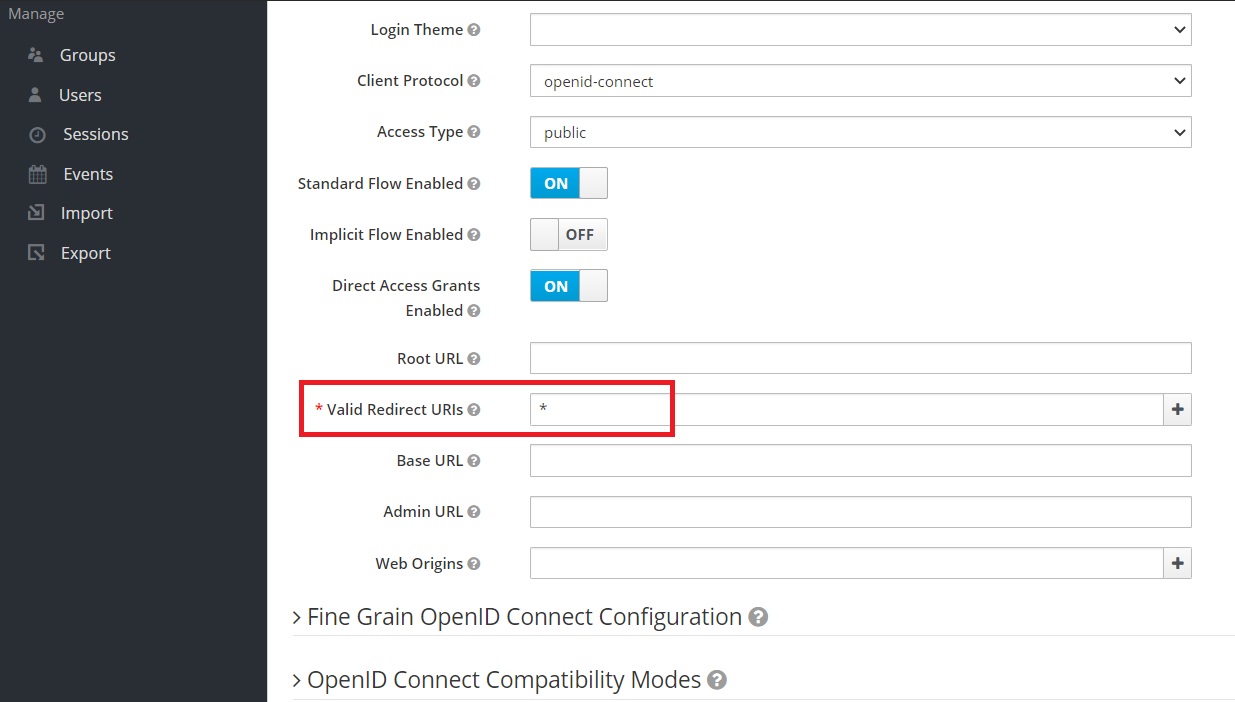 Manage
Groups
Users
Sessions
Events
Import
Export
Login Theme
Client Protocol openid-connect
Access Type public
Standard Flow Enabled ON
Implicit Flow Enabled OFF
Direct Access Grants
Enabled ON
Root URL
* Valid Redirect URIs *
Base URL
Admin URL
Web Origins
Fine Grain OpenID Connect Configuration
OpenID Connect Compatibility Modes